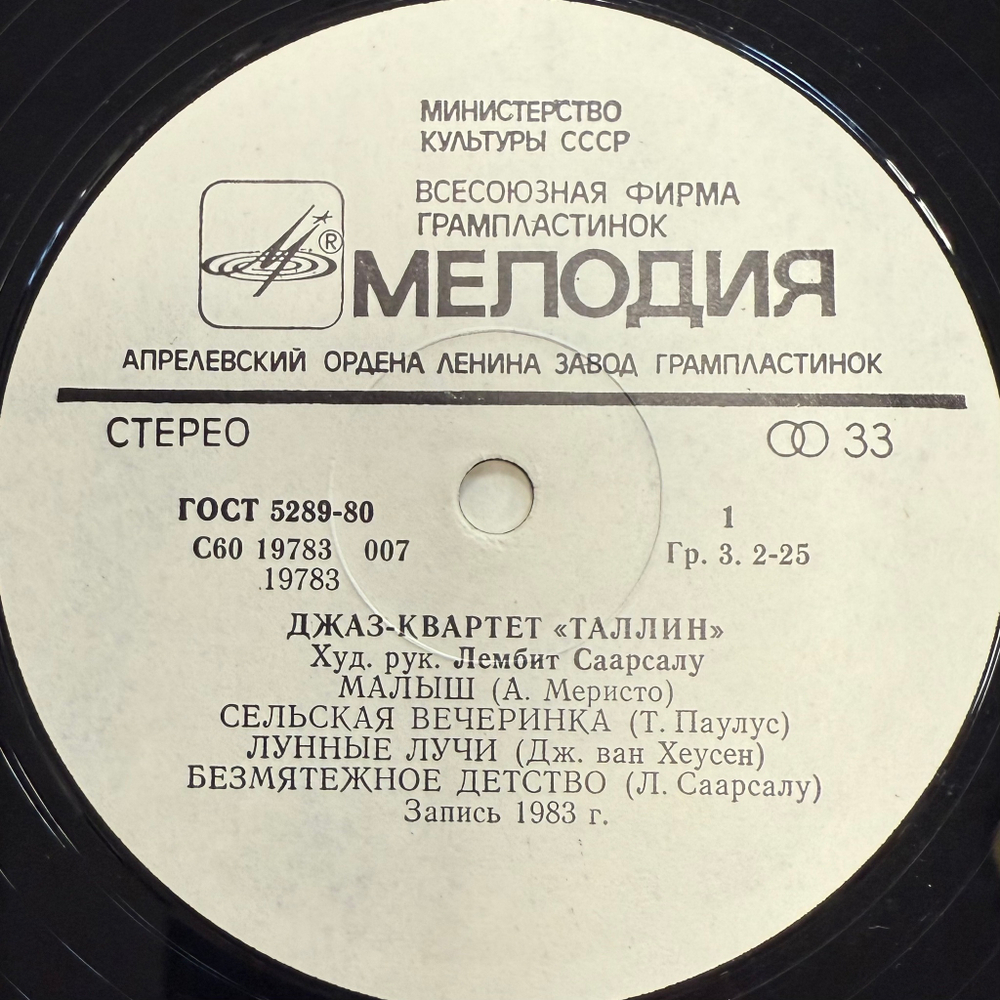 МИНИСТЕРСТВО
КУЛЬТУРЫ СССР
ВСЕСОЮЗНАЯ ФИРМА
ГРАМПЛАСТИНОК
®
МЕЛОДИЯ
АПРЕЛЕВСКИЙ ОРДЕНА ЛЕНИНА ЗАВОД ГРАМПЛАСТИНОК
СТЕРЕО 33
ГОСТ 5289-80 1
С60 19783 007 Гр. 3. 2-25
19783
ДЖАЗ-КВАРТЕТ «ТАЛЛИН»
Худ. рук. Лембит Саарсалу
МАЛЫШ (А. Меристо)
СЕЛЬСКАЯ ВЕЧЕРИНКА (Т. Паулус)
ЛУННЫЕ ЛУЧИ (Дж. ван Хеусен)
БЕЗМЯТЕЖНОЕ ДЕТСТВО (Л. Саарсалу)
Запись 1983 г.